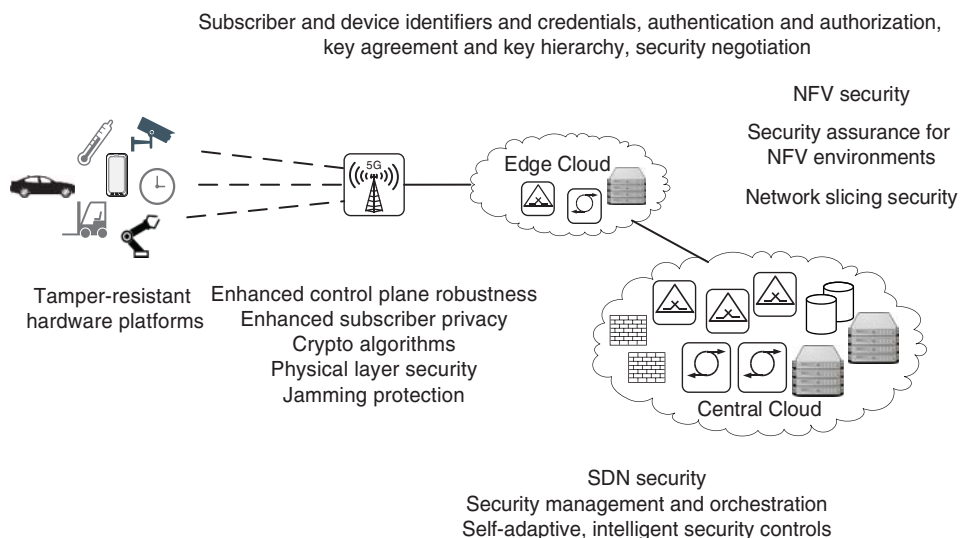 Subscriber and device identifiers and credentials, authentication and authorization,
key agreement and key hierarchy, security negotiation
NFV security
Security assurance for
NFV environments
Network slicing security
5G
Edge Cloud
Tamper-resistant
hardware platforms
Enhanced control plane robustness
Enhanced subscriber privacy
Crypto algorithms
Physical layer security
Jamming protection
Central Cloud
SDN security
Security management and orchestration
Self-adaptive, intelligent security controls